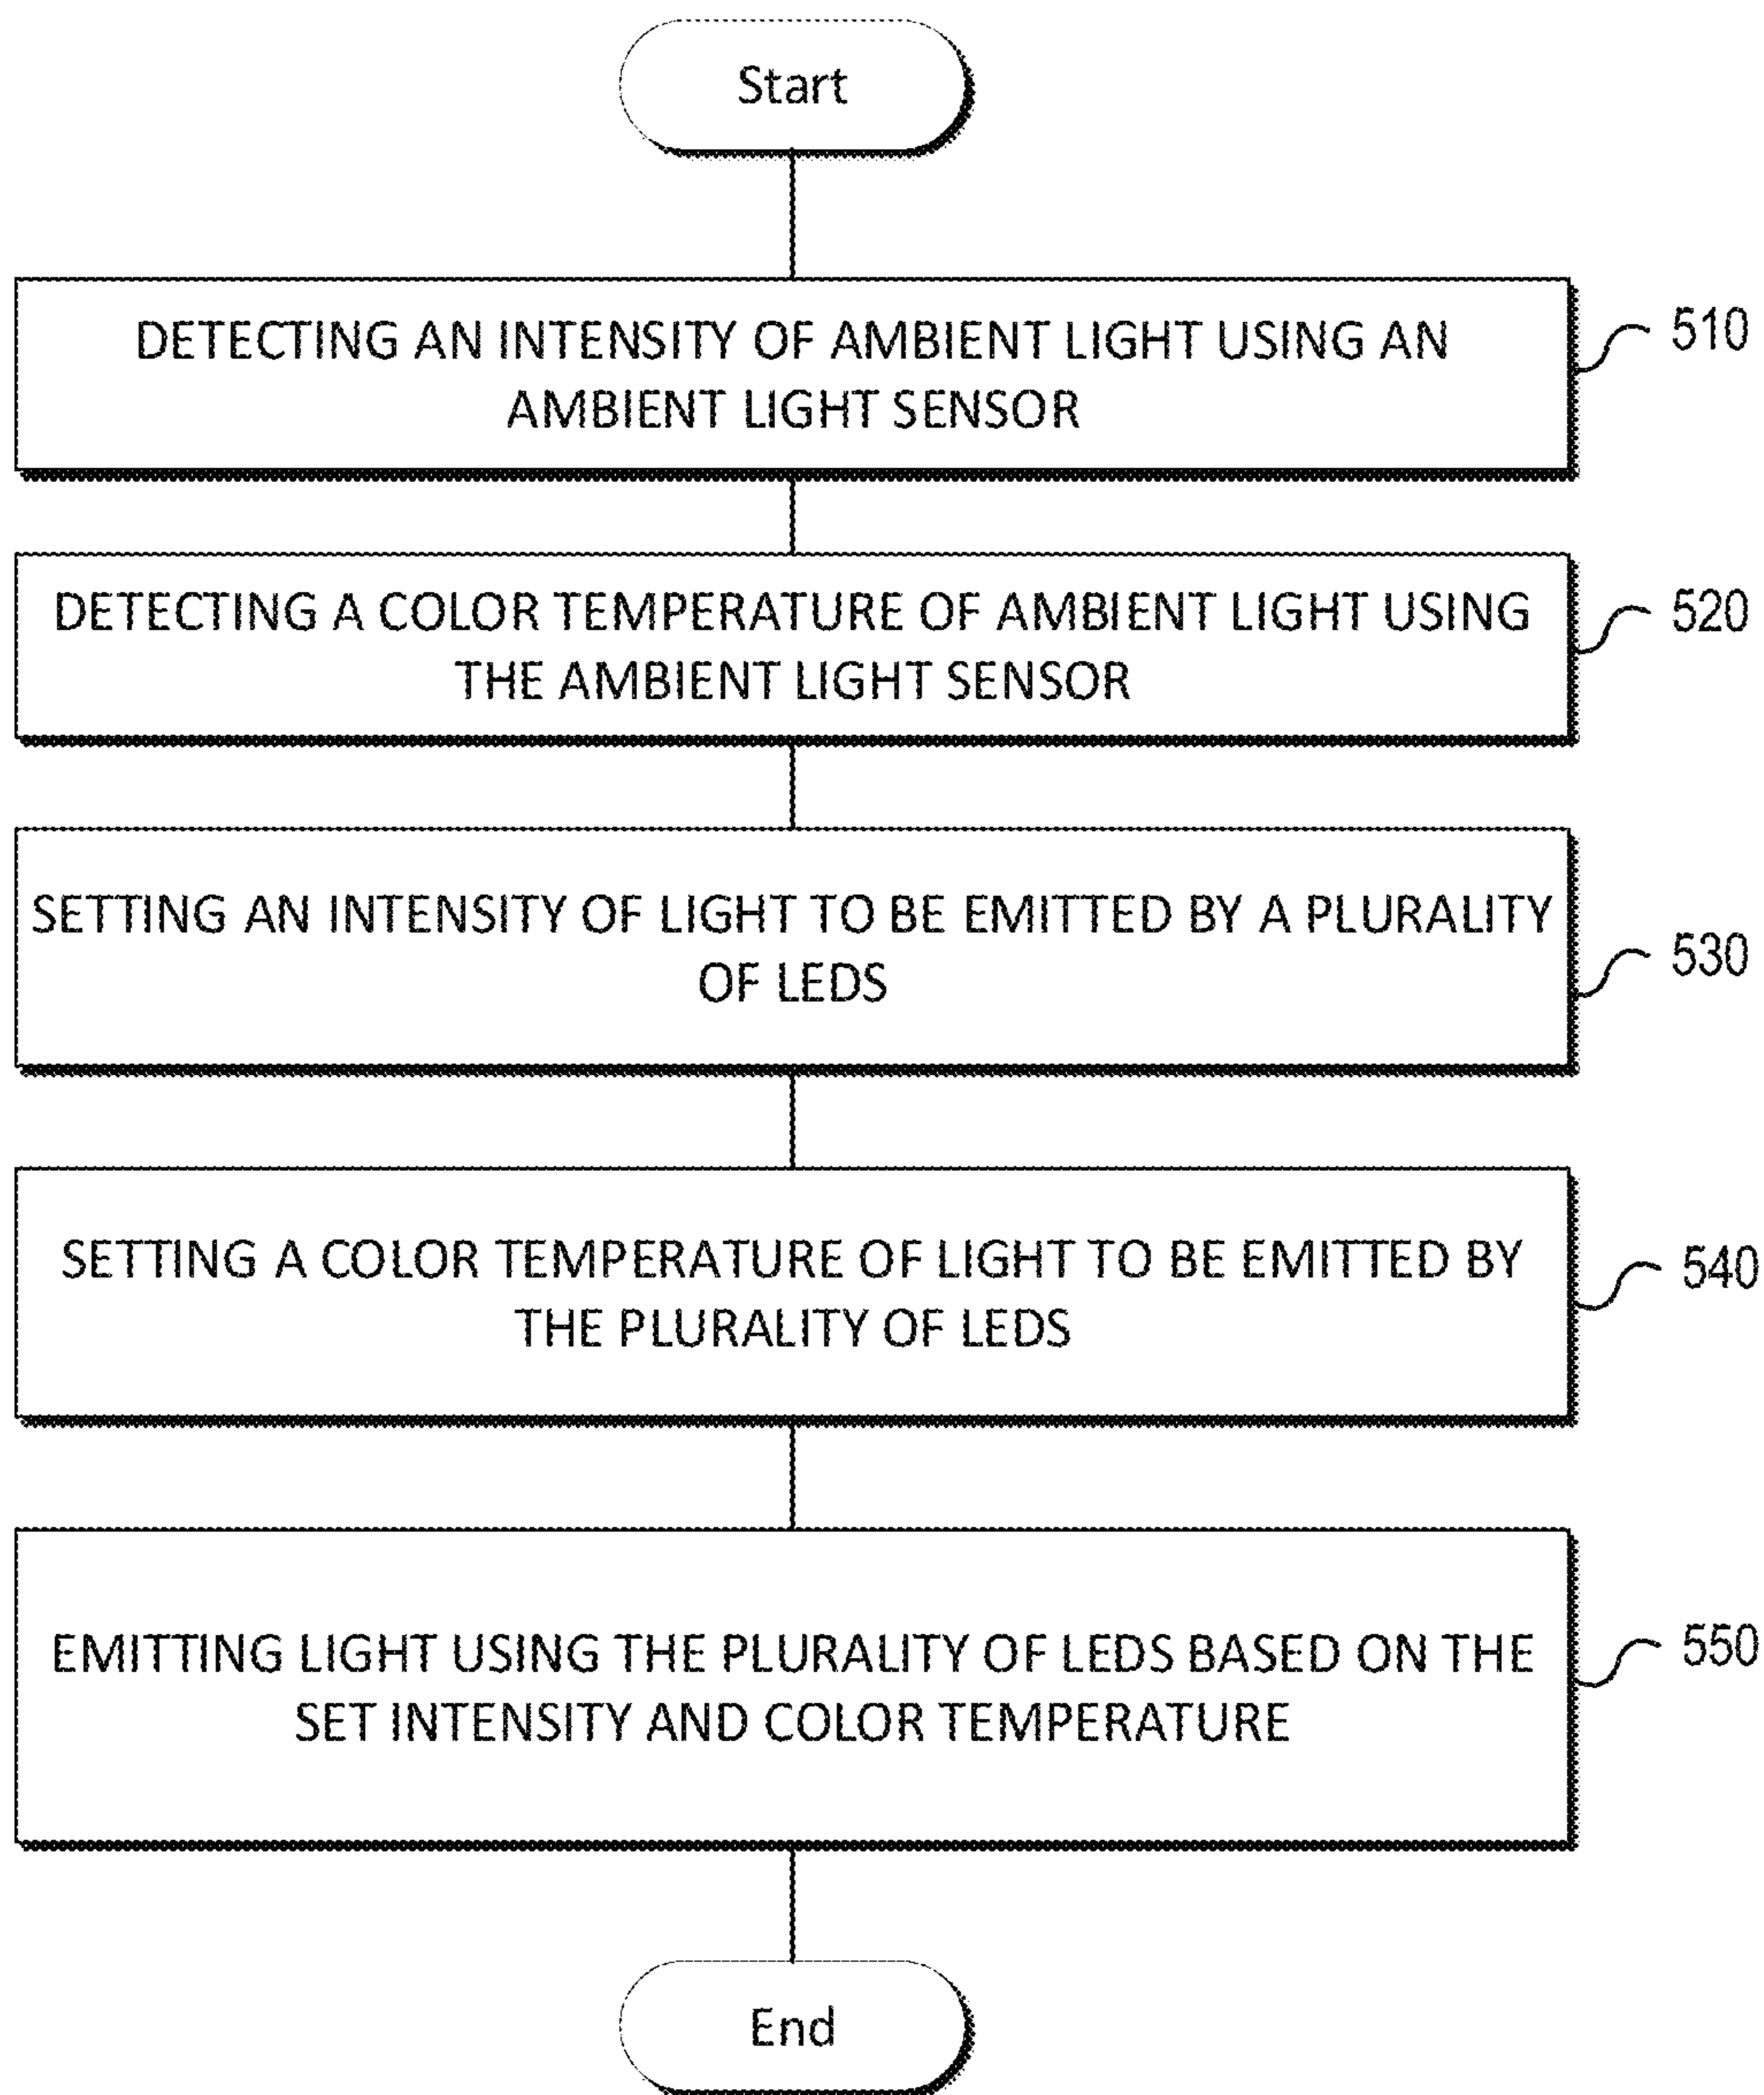 Start
DETECTING AN INTENSITY OF AMBIENT LIGHT USING AN
AMBIENT LIGHT SENSOR
510
DETECTING A COLOR TEMPERATURE OF AMBIENT LIGHT USING
THE AMBIENT LIGHT SENSOR
520
SETTING AN INTENSITY OF LIGHT TO BE EMITTED BY A PLURALITY
OF LEDS
530
SETTING A COLOR TEMPERATURE OF LIGHT TO BE EMITTED BY
THE PLURALITY OF LEDS
540
EMITTING LIGHT USING THE PLURALITY OF LEDS BASED ON THE
SET INTENSITY AND COLOR TEMPERATURE
550
End